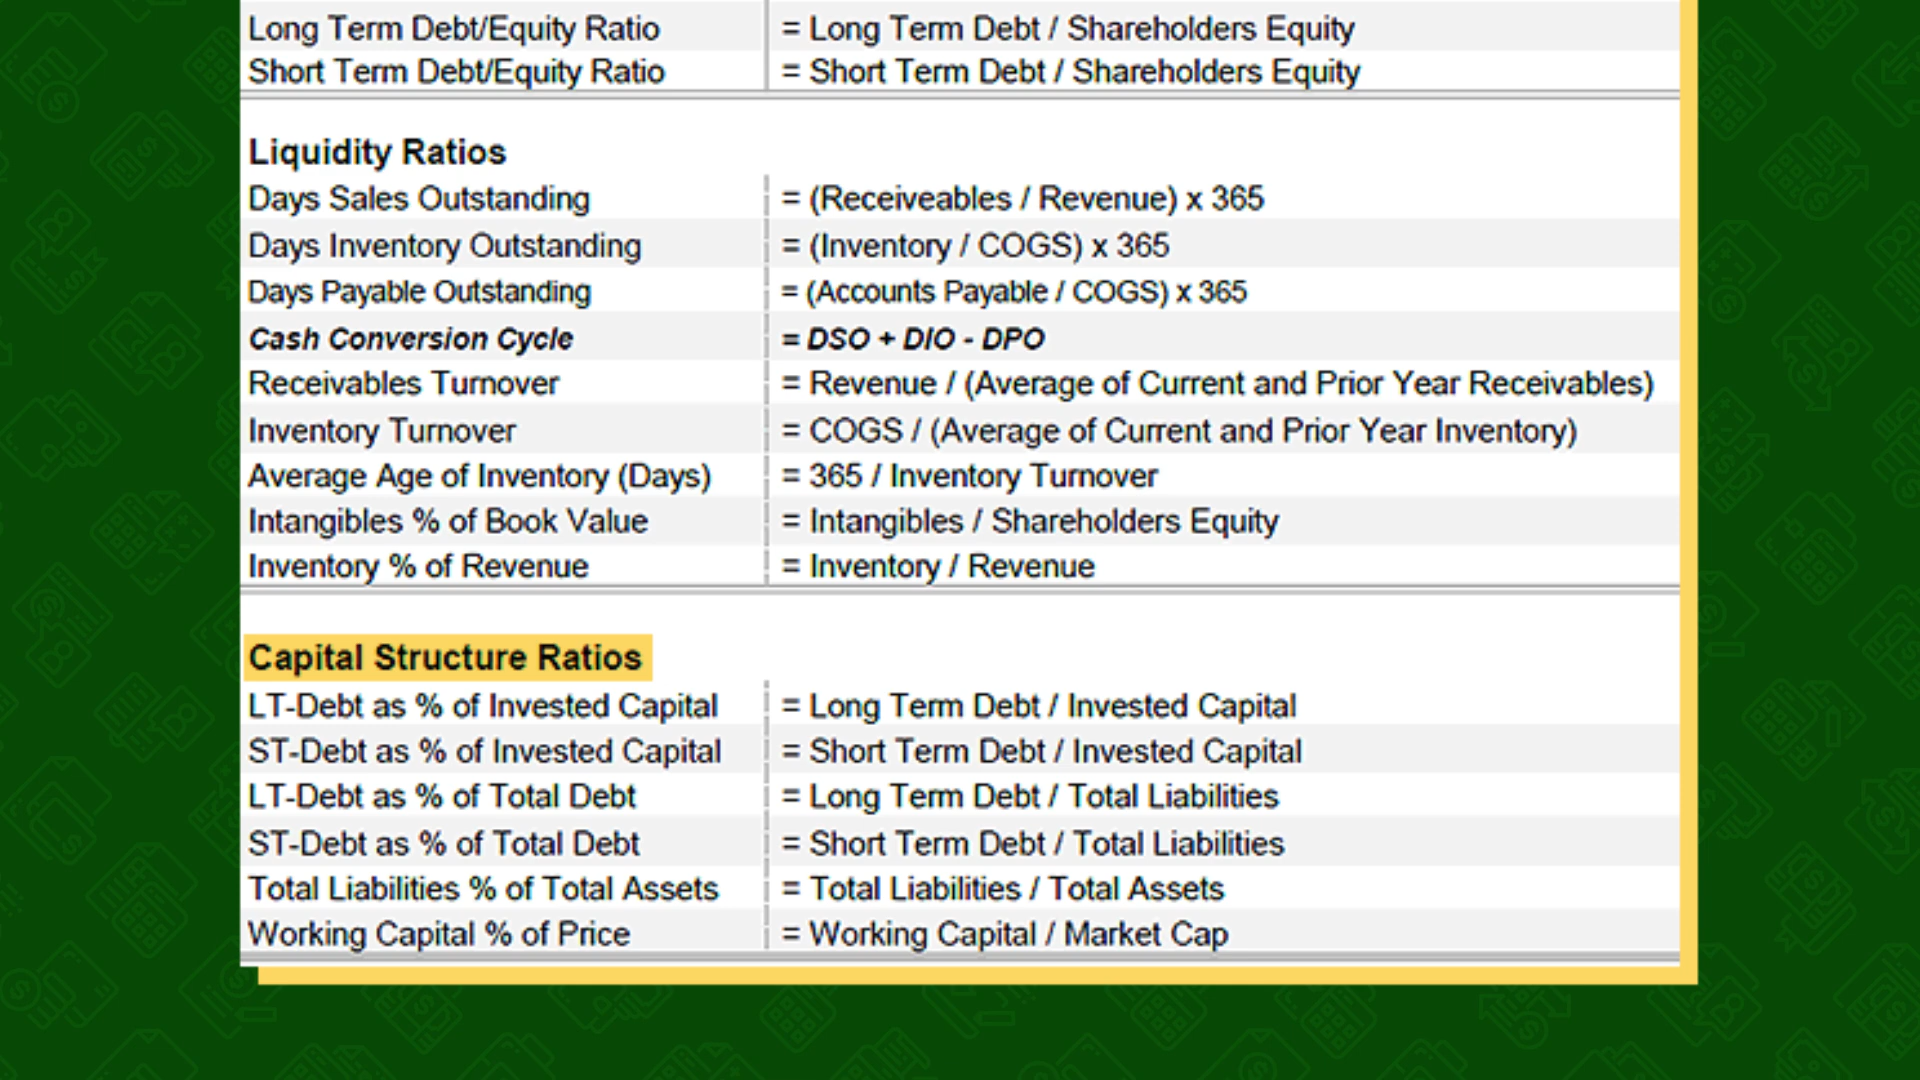 Long Term Debt/Equity Ratio = Long Term Debt / Shareholders Equity
Short Term Debt/Equity Ratio = Short Term Debt / Shareholders Equity
Liquidity Ratios
Days Sales Outstanding = (Receiveables / Revenue) x 365
Days Inventory Outstanding = (Inventory / COGS) x 365
Days Payable Outstanding = (Accounts Payable / COGS) x 365
Cash Conversion Cycle = DSO + DIO - DPO
Receivables Turnover = Revenue / (Average of Current and Prior Year Receivables)
Inventory Turnover = COGS / (Average of Current and Prior Year Inventory)
Average Age of Inventory (Days) = 365 / Inventory Turnover
Intangibles % of Book Value = Intangibles / Shareholders Equity
Inventory % of Revenue = Inventory / Revenue
Capital Structure Ratios
LT-Debt as % of Invested Capital = Long Term Debt / Invested Capital
ST-Debt as % of Invested Capital = Short Term Debt / Invested Capital
LT-Debt as % of Total Debt = Long Term Debt / Total Liabilities
ST-Debt as % of Total Debt = Short Term Debt / Total Liabilities
Total Liabilities % of Total Assets = Total Liabilities / Total Assets
Working Capital % of Price = Working Capital / Market Cap